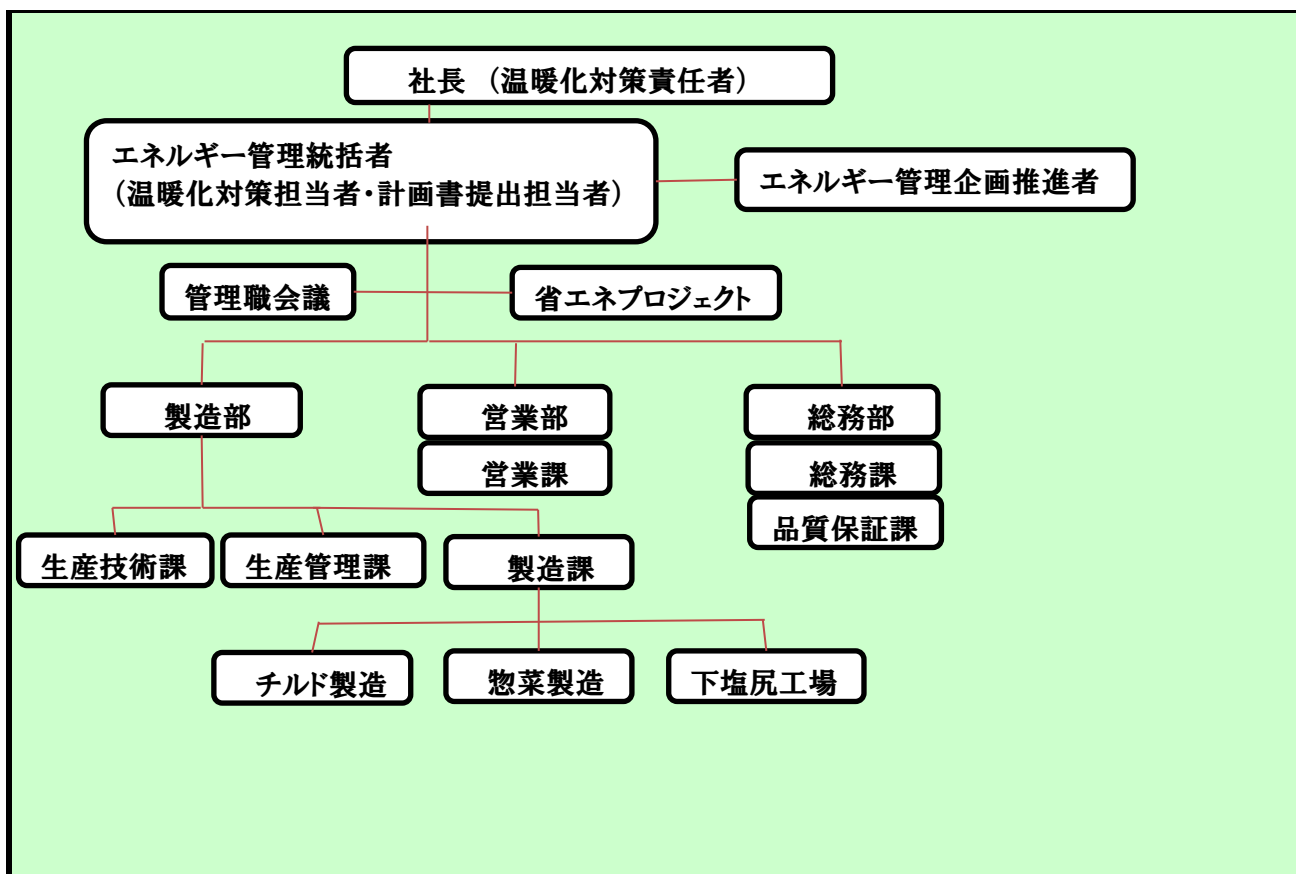 社長 （温暖化対策責任者）
エネルギー管理統括者
（温暖化対策担当者・計画書提出担当者）
エネルギー管理企画推進者
管理職会議
省エネプロジェクト
製造部
営業部
総務部
営業課
総務課
品質保証課
生産技術課
生産管理課
製造課
チルド製造
惣菜製造
下塩尻工場